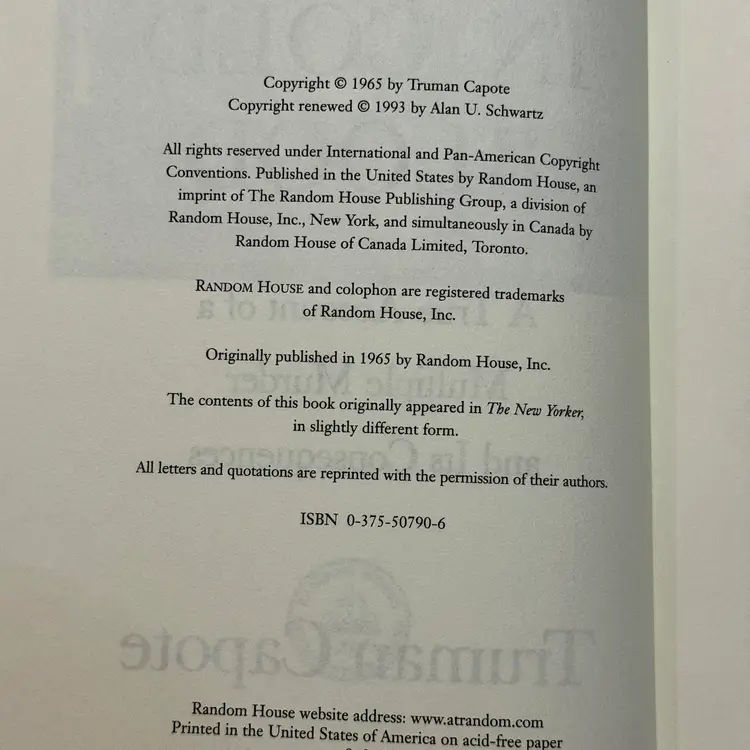 Copyright © 1965 by Truman Capote
Copyright renewed © 1993 by Alan U. Schwartz
All rights reserved under International and Pan-American Copyright
Conventions. Published in the United States by Random House, an
imprint of The Random House Publishing Group, a division of
Random House, Inc., New York, and simultaneously in Canada by
Random House of Canada Limited, Toronto.
RANDOM HOUSE and colophon are registered trademarks
of Random House, Inc.
Originally published in 1965 by Random House, Inc.
The contents of this book originally appeared in The New Yorker,
in slightly different form.
All letters and quotations are reprinted with the permission of their authors.
ISBN 0-375-50790-6
Truman Capote
Random House website address: www.atrandom.com
Printed in the United States of America on acid-free paper